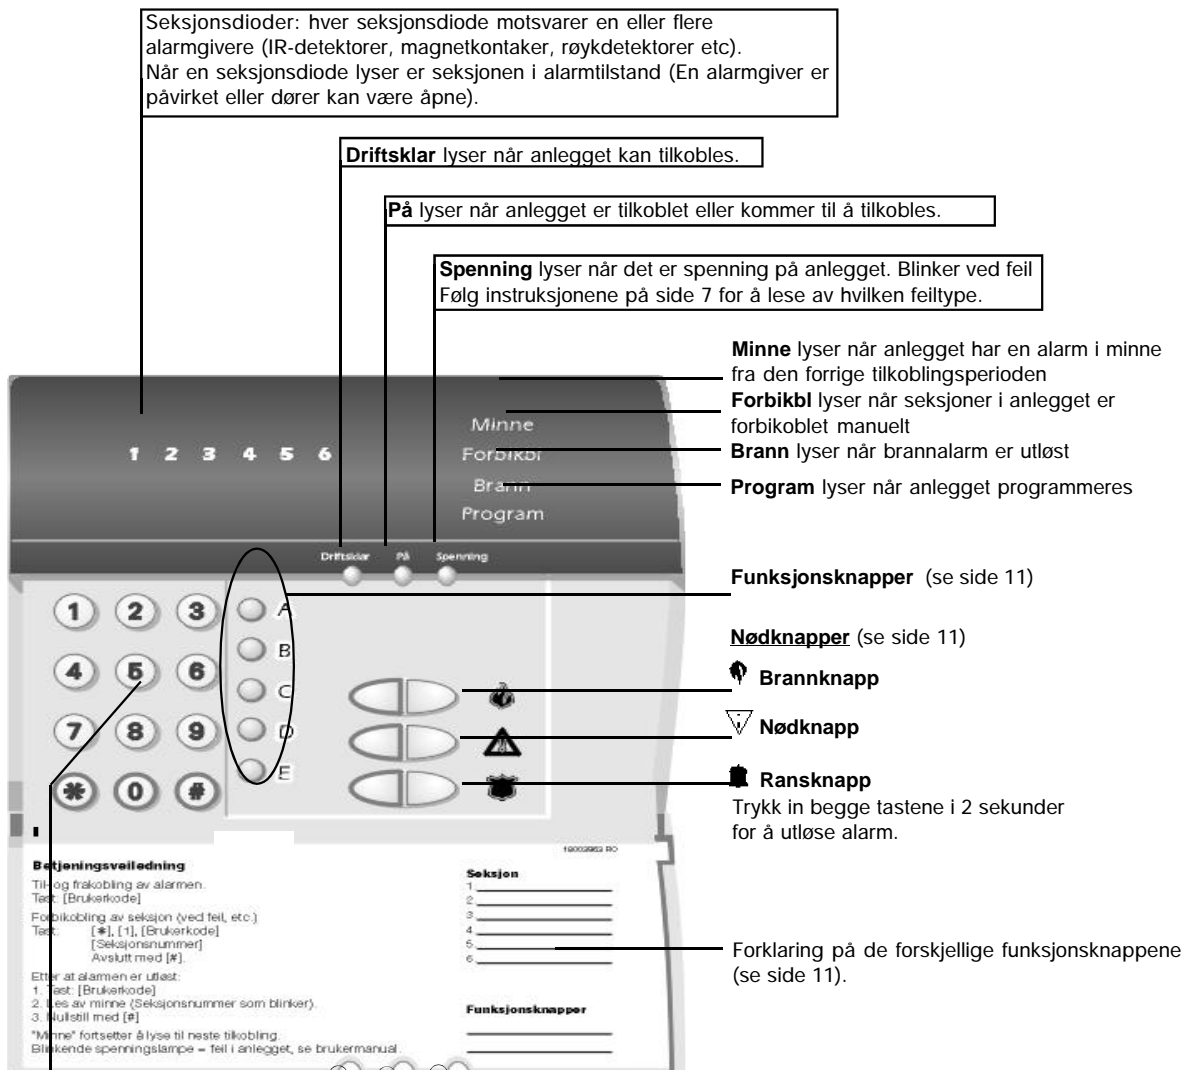 Seksjonsdioder: hver seksjonsdiode motsvarer en eller flere
alarmgivere (IR-detektorer, magnetkontaker, røykdetektorer etc).
Når en seksjonsdiode lyser er seksjonen i alarmtilstand (En alarmgiver er
påvirket eller dører kan være åpne).
Driftsklar lyser når anlegget kan tilkobles.
På lyser når anlegget er tilkoblet eller kommer til å tilkobles.
Spenning lyser når det er spenning på anlegget. Blinker ved feil
Følg instruksjonene på side 7 for å lese av hvilken feiltype.
Minne lyser når anlegget har en alarm i minne
fra den forrige tilkoblingsperioden
Forbikbl lyser når seksjoner i anlegget er
forbikoblet manuelt
Brann lyser når brannalarm er utløst
Program lyser når anlegget programmeres
Minne
1 2 3 4 5 6
Forbikbl
Brann
Program
Driftsklar På Spenning
Funksjonsknapper (se side 11)
1 2 3 A
Nødknapper (se side 11)
B
4 5 6
Brannknapp
C
Nødknapp
7 8 9 D
Ransknapp
E
* 0 #
Trykk in begge tastene i 2 sekunder
for å utløse alarm.
18003963 RO
Betjeningsveiledning
Til- og frakobling av alarmen.
Tast: [Brukerkode]
Forbikobling av seksjon (ved feil, etc.)
Tast: [*], [1], [Brukerkode]
[Seksjonsnummer]
Avslutt med [#].
Etter at alarmen er utløst:
1. Tast: [Brukerkode]
2. Les av minne (Seksjonsnummer som blinker).
3. Nullstill med [#]
"Minne" fortsetter å lyse til neste tilkobling.
Blinkende spenningslampe = feil i anlegget, se brukermanual.
Seksjon
1.
2.
3.
4.
5.
6.
Funksjonsknapper
Forklaring på de forskjellige funksjonsknappene
(se side 11).